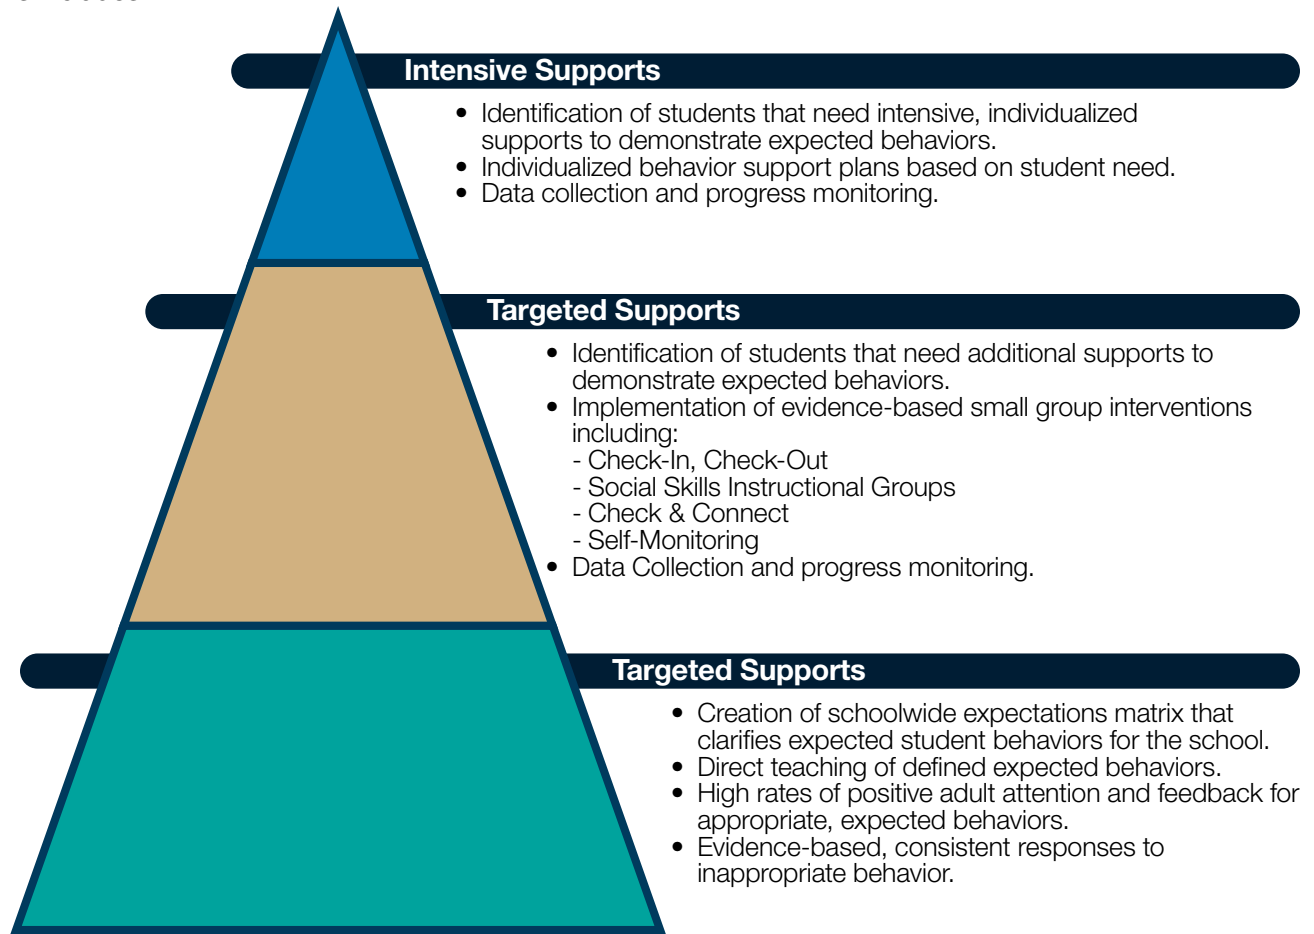 Intensive Supports
• Identification of students that need intensive, individualized
supports to demonstrate expected behaviors.
• Individualized behavior support plans based on student need.
• Data collection and progress monitoring.
Targeted Supports
• Identification of students that need additional supports to
demonstrate expected behaviors.
• Implementation of evidence-based small group interventions
including:
- Check-In, Check-Out
- Social Skills Instructional Groups
- Check & Connect
- Self-Monitoring
• Data Collection and progress monitoring.
Targeted Supports
• Creation of schoolwide expectations matrix that
clarifies expected student behaviors for the school.
• Direct teaching of defined expected behaviors.
• High rates of positive adult attention and feedback for
appropriate, expected behaviors.
• Evidence-based, consistent responses to
inappropriate behavior.